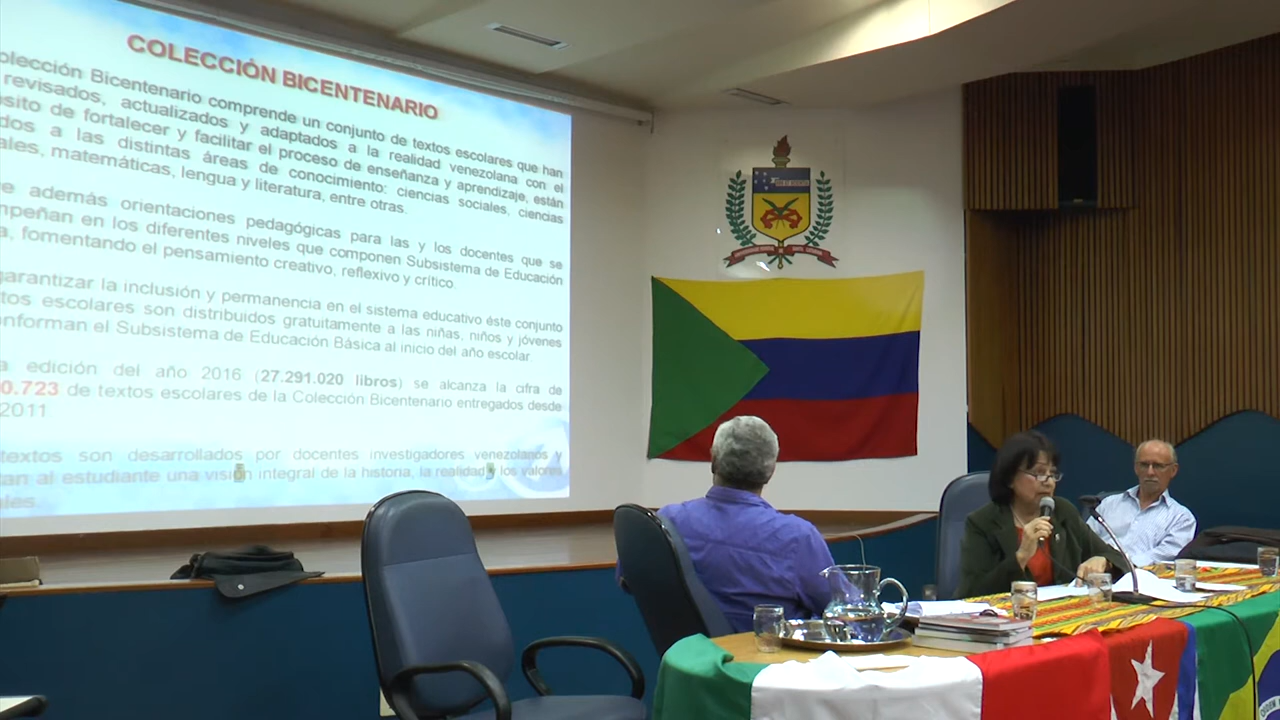 COLECCIÓN BICENTENARIO
olección Bicentenario comprende un conjunto de textos escolares que han
revisados, actualizados y adaptados a la realidad venezolana con el
ósito de fortalecer y facilitar el proceso de enseñanza y aprendizaje, están
dos a las distintas áreas de conocimiento: ciencias sociales, ciencias
ales, matemáticas, lengua y literatura, entre otras.
e además orientaciones pedagógicas para las y los docentes que se
mpeñan en los diferentes niveles que componen Subsistema de Educación
a, fomentando el pensamiento creativo, reflexivo y crítico
garantizar la inclusión y permanencia en el sistema educativo éste conjunto
tos escolares son distribuidos gratuitamente a las niñas, niños y jóvenes
onforman el Subsistema de Educación Básica al inicio del año escolar.
a edición del año 2016 (27.291.020 libros) se alcanza la cifra de
0.723 de textos escolares de la Colección Bicentenario entregados desde
2011
textos son desarrollados por docentes investigadores venezolanos
tan al estudiante una visión integral de la historia, la realidad y los valores
ales